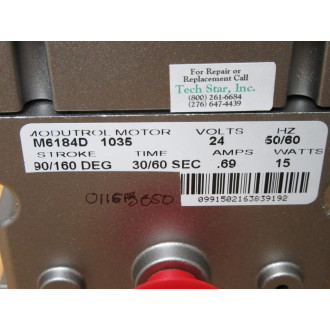 For Repair or
Replacement Call
Tech Star, Inc.
(800) 261-6684
(276) 647-4439
MODUTROL MOTOR VOLTS HZ
M6184D 1035 24 50/60
STROKE TIME AMPS WATTS
90/160 DEG 30/60 SEC .69 15
0991502163839192